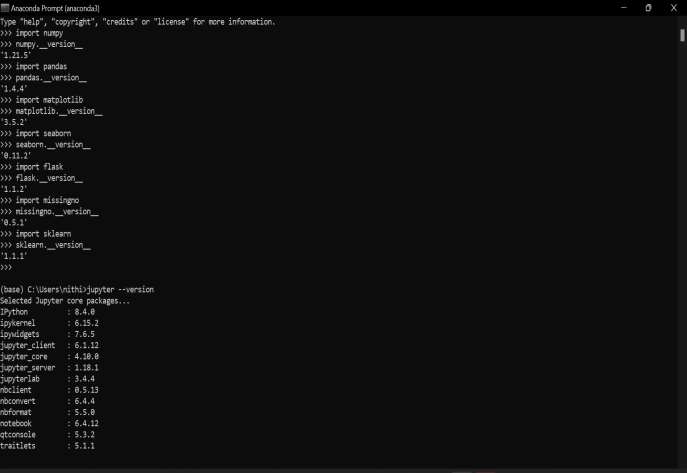 Anaconda Prompt (anaconda3)
Type "help", "copyright", "credits" or "license" for more information.
>>> import numpy
>>> numpy.__version__
'1.21.5'
>>> import pandas
>>> pandas.__version__
'1.4.4'
>>> import matplotlib
>>> matplotlib.__version__
'3.5.2'
>>> import seaborn
>>> seaborn.__version__
'0.11.2'
>>> import flask
>>> flask.__version__
'1.1.2'
>>> import missingno
>>> missingno.__version__
'0.5.1'
>>> import sklearn
>>> sklearn.__version__
'1.1.1'
>>>
(base) C:\Users\nithi>jupyter --version
Selected Jupyter core packages...
IPython          : 8.4.0
ipykernel        : 6.15.2
ipywidgets       : 7.6.5
jupyter_client   : 6.1.12
jupyter_core     : 4.10.0
jupyter_server   : 1.18.1
jupyterlab       : 3.4.4
nbclient         : 0.5.13
nbconvert        : 6.4.4
nbformat         : 5.5.0
notebook         : 6.4.12
qtconsole        : 5.3.2
traitlets        : 5.1.1